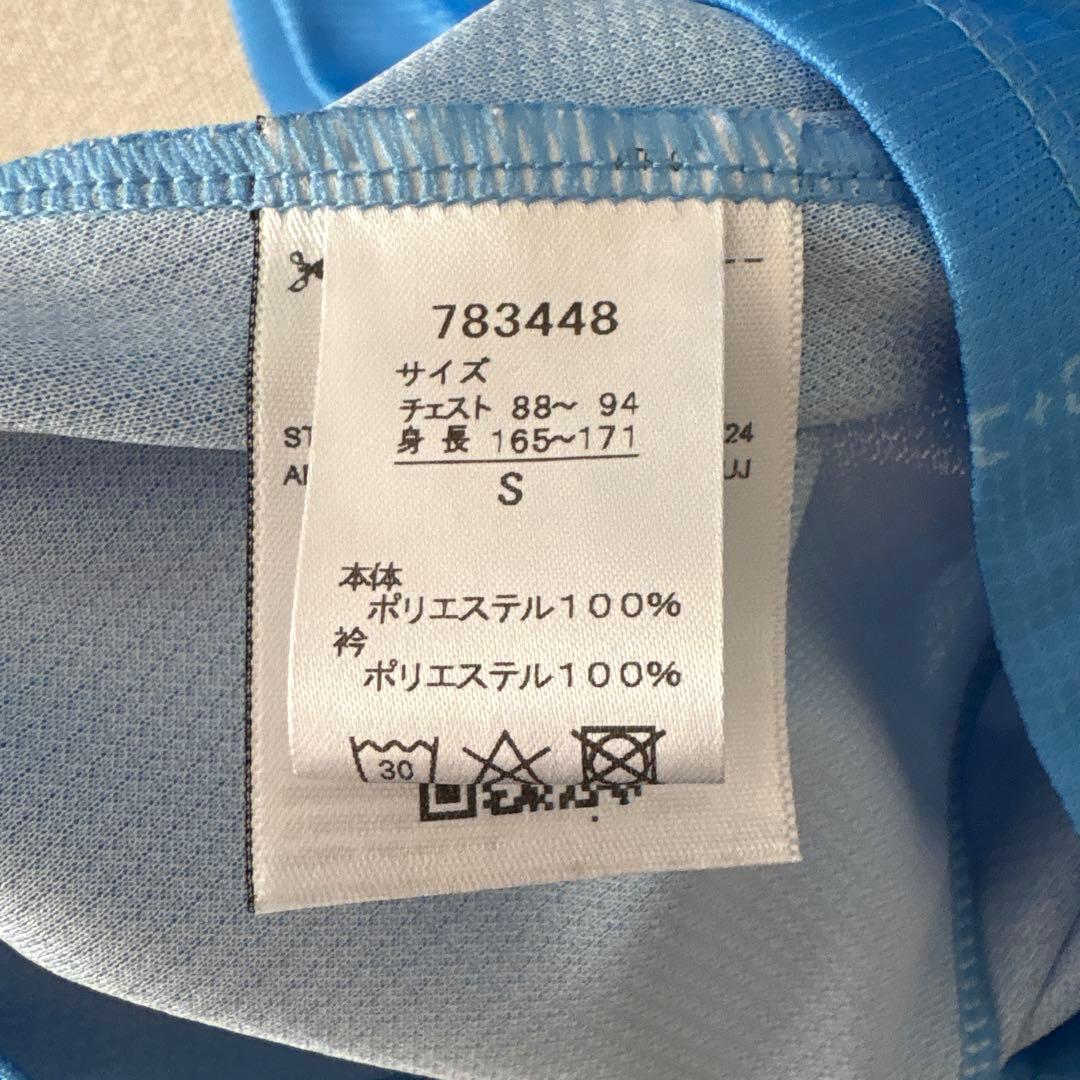 783448
サイズ
チェスト 88～ 94
身 長 165～171
S
本体
ポリエステル１００％
衿
ポリエステル１００％
30
24